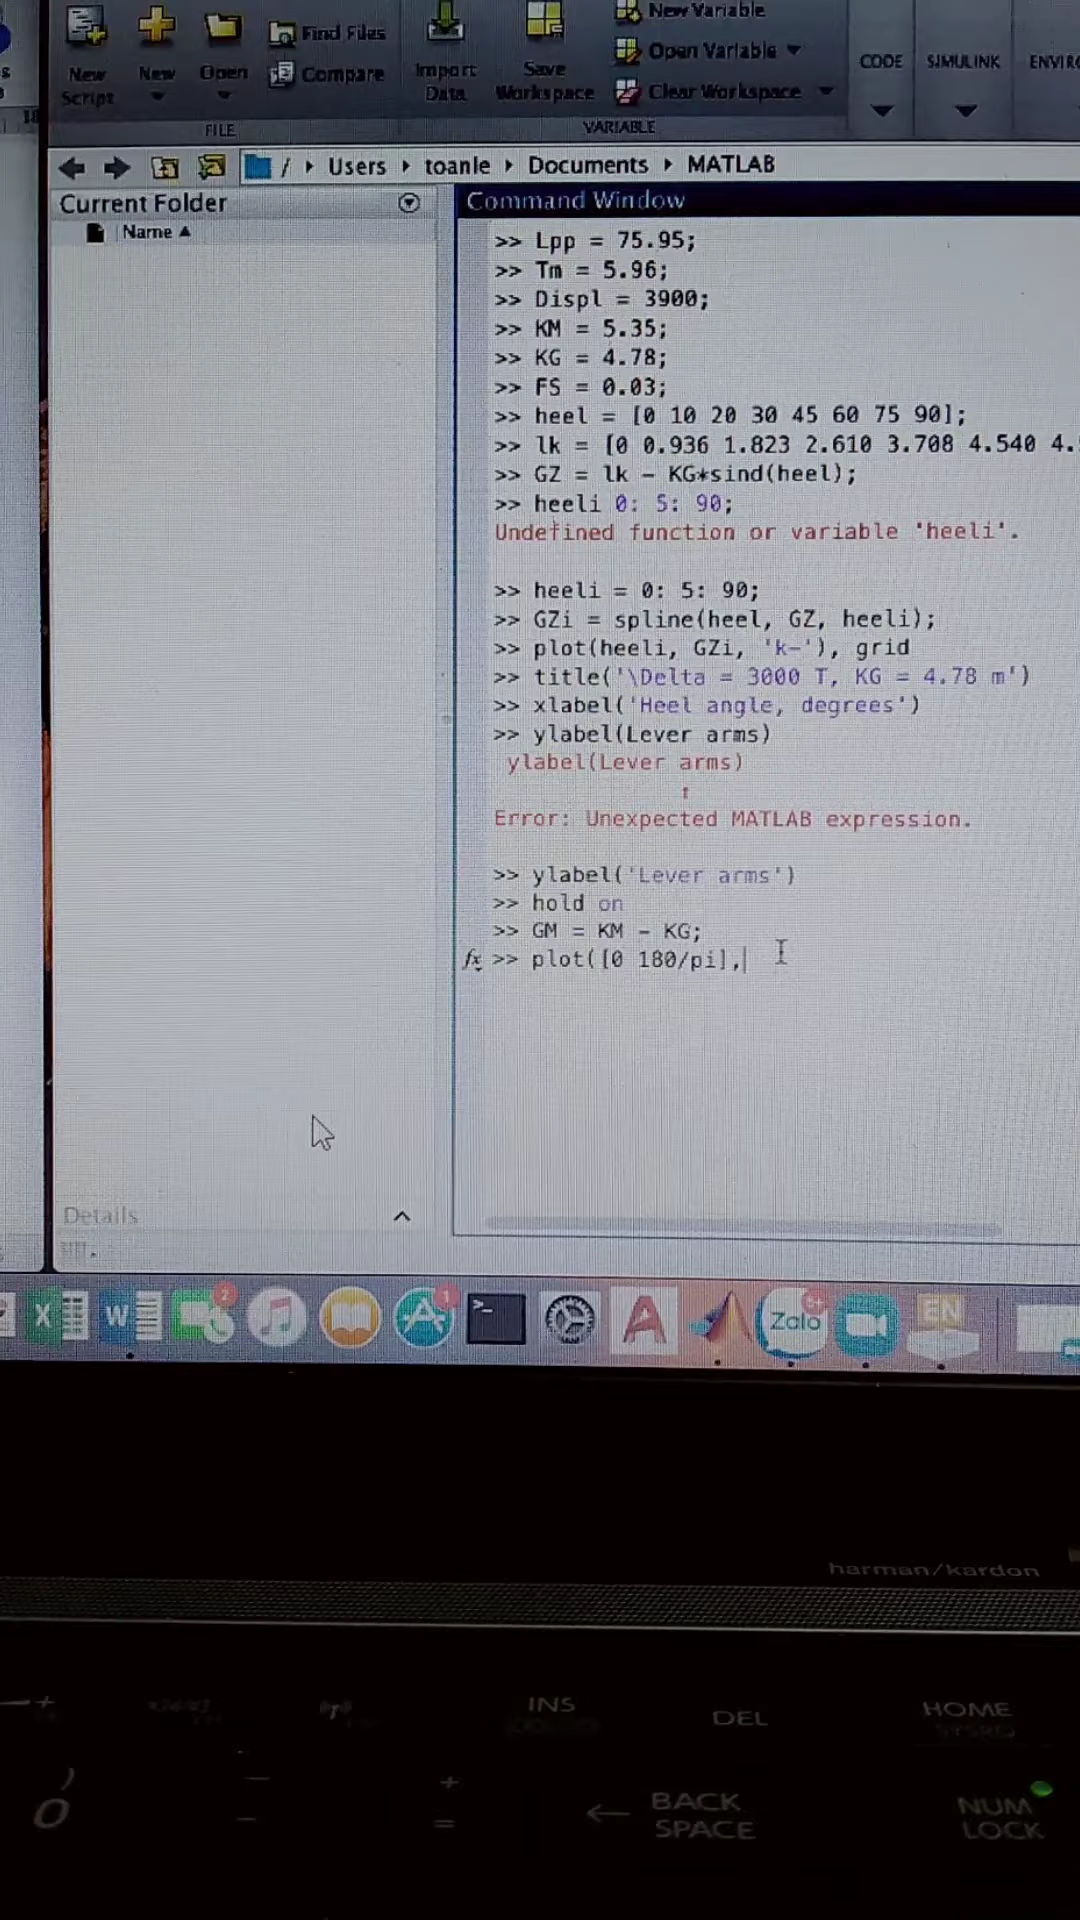 New Variable
Find Files
Open Variable
New
Script
New
Open
Compare
Import
Data
Save
Workspace
Clear Workspace
CODE
SIMULINK
FILE
VARIABLE
/ Users toanle Documents MATLAB
Current Folder
Name
Command Window
>> Lpp = 75.95;
>> Tm = 5.96;
>> Displ = 3900;
>> KM = 5.35;
>> KG = 4.78;
>> FS = 0.03;
>> heel = [0 10 20 30 45 60 75 90];
>> lk = [0 0.936 1.823 2.610 3.708 4.540 4.
>> GZ = lk - KG*sind(heel);
>> heeli 0: 5: 90;
Undefined function or variable 'heeli'.
>> heeli = 0: 5: 90;
>> GZi = spline(heel, GZ, heeli);
>> plot(heeli, GZi, 'k-'), grid
>> title('\Delta = 3000 T, KG = 4.78 m')
>> xlabel('Heel angle, degrees')
>> ylabel(Lever arms)
ylabel(Lever arms)
↑
Error: Unexpected MATLAB expression.
>> ylabel('Lever arms')
>> hold on
>> GM = KM - KG;
fx >> plot([0 180/pi],
Details
2
1
5+
X
W
A
Zalo
EN
harman/kardon
INS
DEL
HOME
)
0
-
-
+
=
← BACK
SPACE
NUM
LOCK